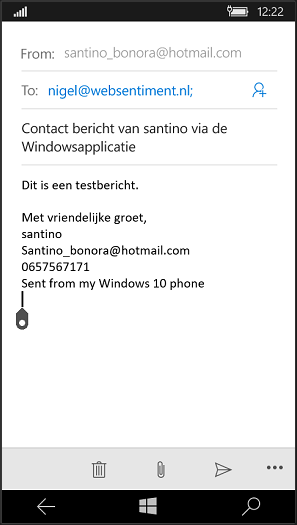 12:22
From: santino_bonora@hotmail.com
To: nigel@websentiment.nl;
Contact bericht van santino via de
Windowsapplicatie
Dit is een testbericht.
Met vriendelijke groet,
santino
Santino_bonora@hotmail.com
0657567171
Sent from my Windows 10 phone